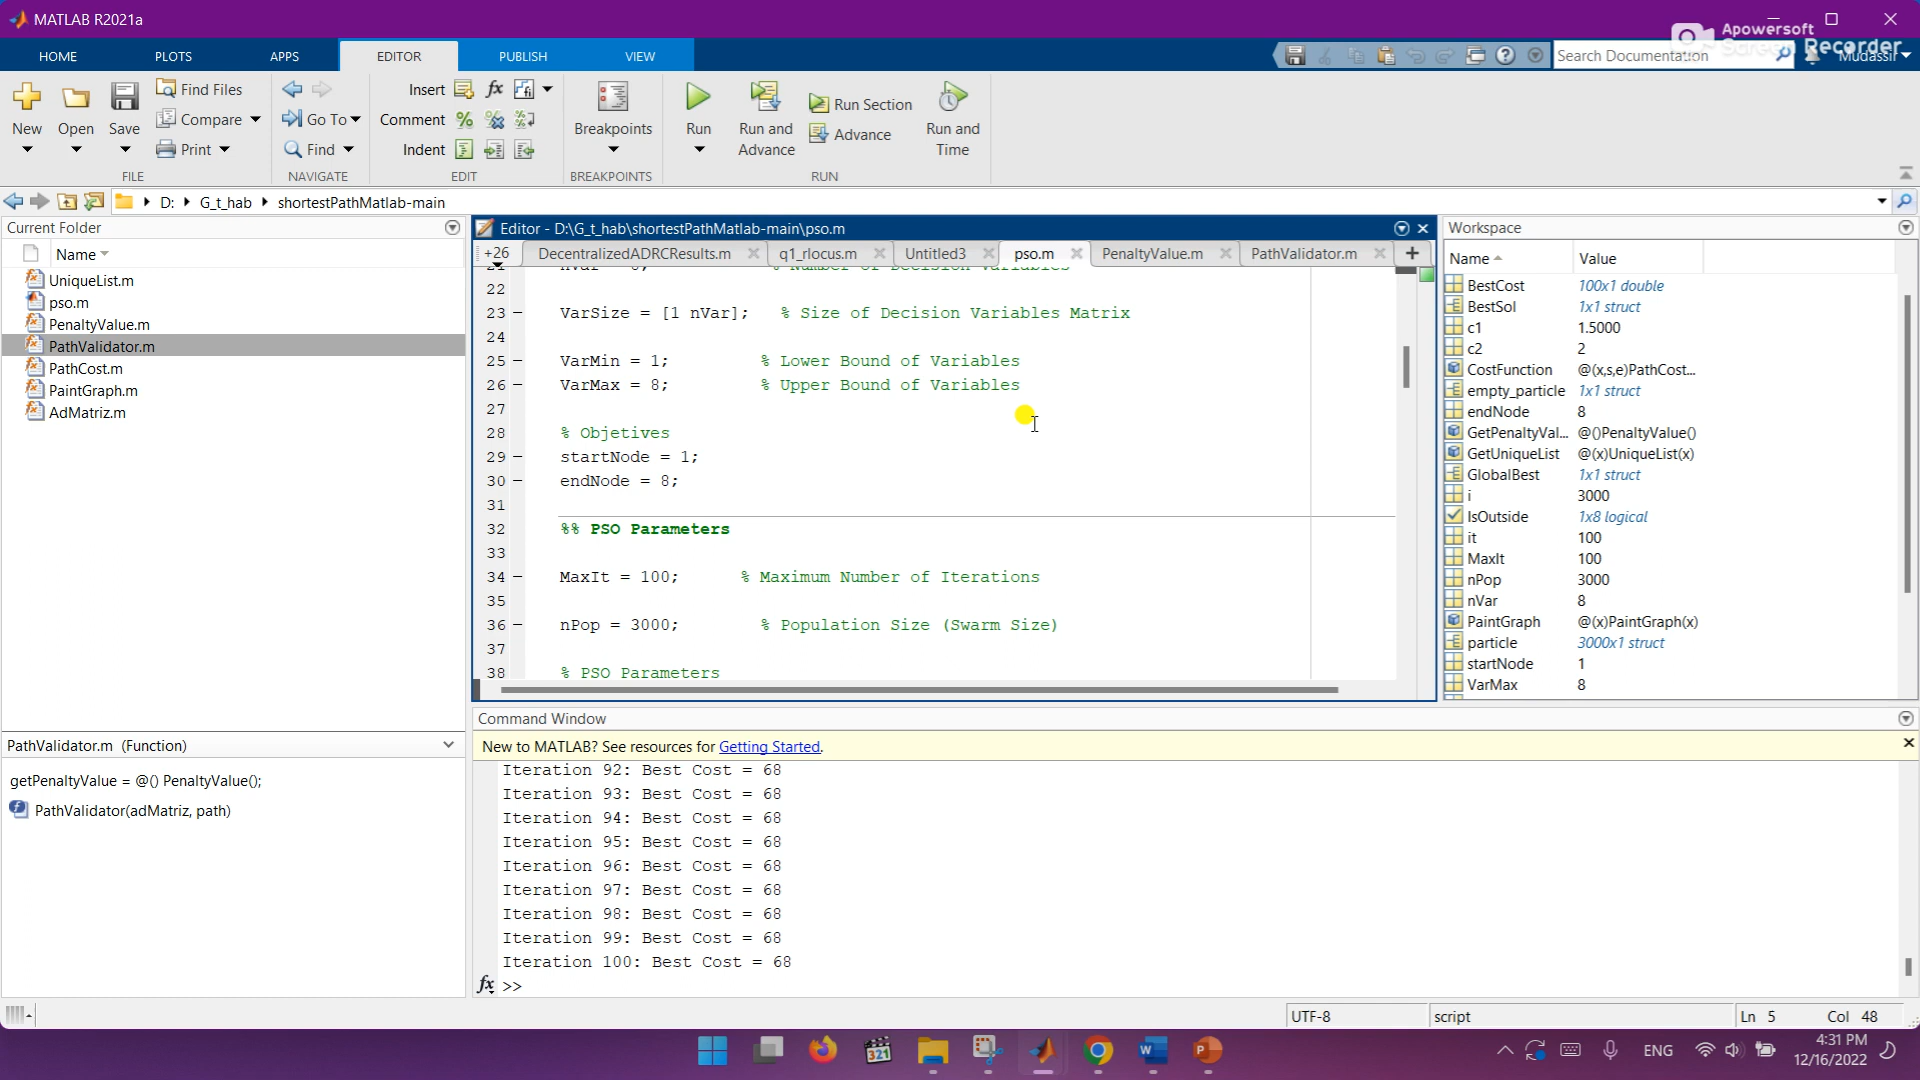 MATLAB R2021a
Apowersoft
Screen Recorder
HOME PLOTS APPS EDITOR PUBLISH VIEW
Search Documentation
Mudassir
New Open Save
Find Files
Compare
Print
FILE
Go To
Find
NAVIGATE
Insert
Comment
Indent
EDIT
Breakpoints
BREAKPOINTS
Run
Run and Advance
Run Section
Advance
Run and Time
RUN
D: G_t_hab shortestPathMatlab-main
Current Folder
Name
UniqueList.m
pso.m
PenaltyValue.m
PathValidator.m
PathCost.m
PaintGraph.m
AdMatriz.m
PathValidator.m (Function)
getPenaltyValue = @() PenaltyValue();
PathValidator(adMatriz, path)
Editor - D:\G_t_hab\shortestPathMatlab-main\pso.m
+26 DecentralizedADRCResults.m q1_rlocus.m Untitled3 pso.m PenaltyValue.m PathValidator.m
22
23 – VarSize = [1 nVar]; % Size of Decision Variables Matrix
24
25 – VarMin = 1; % Lower Bound of Variables
26 – VarMax = 8; % Upper Bound of Variables
27
28 % Objetives
29 – startNode = 1;
30 – endNode = 8;
31
32 %% PSO Parameters
33
34 – MaxIt = 100; % Maximum Number of Iterations
35
36 – nPop = 3000; % Population Size (Swarm Size)
37
38 % PSO Parameters
Workspace
Name Value
BestCost 100x1 double
BestSol 1x1 struct
c1 1.5000
c2 2
CostFunction @(x,s,e)PathCost...
empty_particle 1x1 struct
endNode 8
GetPenaltyVal... @()PenaltyValue()
GetUniqueList @(x)UniqueList(x)
GlobalBest 1x1 struct
i 3000
IsOutside 1x8 logical
it 100
MaxIt 100
nPop 3000
nVar 8
PaintGraph @(x)PaintGraph(x)
particle 3000x1 struct
startNode 1
VarMax 8
Command Window
New to MATLAB? See resources for Getting Started.
Iteration 92: Best Cost = 68
Iteration 93: Best Cost = 68
Iteration 94: Best Cost = 68
Iteration 95: Best Cost = 68
Iteration 96: Best Cost = 68
Iteration 97: Best Cost = 68
Iteration 98: Best Cost = 68
Iteration 99: Best Cost = 68
Iteration 100: Best Cost = 68
fx >>
UTF-8 script Ln 5 Col 48
321
ENG
4:31 PM
12/16/2022